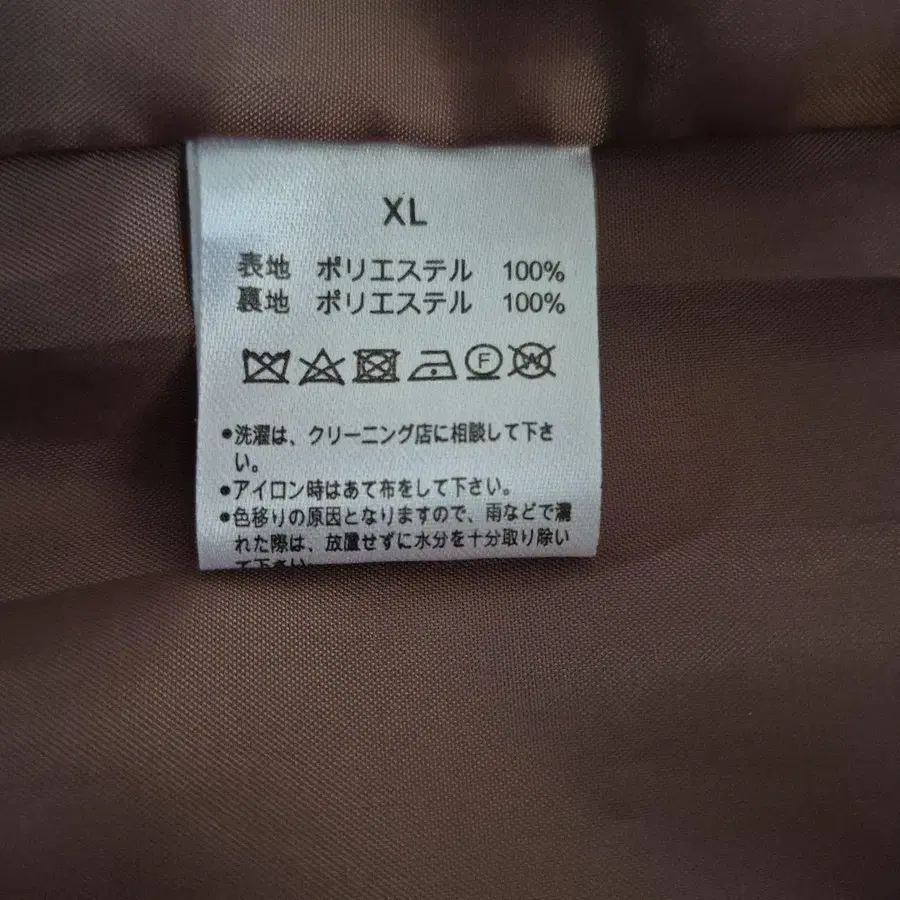 XL
表地 ポリエステル 100%
裏地 ポリエステル 100%
F W
●洗濯は、クリーニング店に相談して下さ
い。
●アイロン時はあて布をして下さい。
●色移りの原因となりますので、雨などで濡
れた際は、放置せずに水分を十分取り除い
て下さい